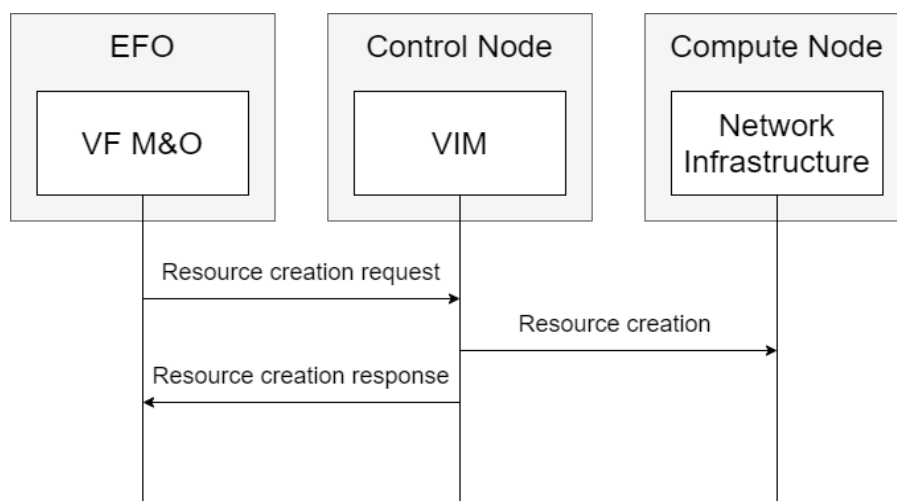 EFO
Control Node
Compute Node
VF M&O
VIM
Network
Infrastructure
Resource creation request
Resource creation
Resource creation response